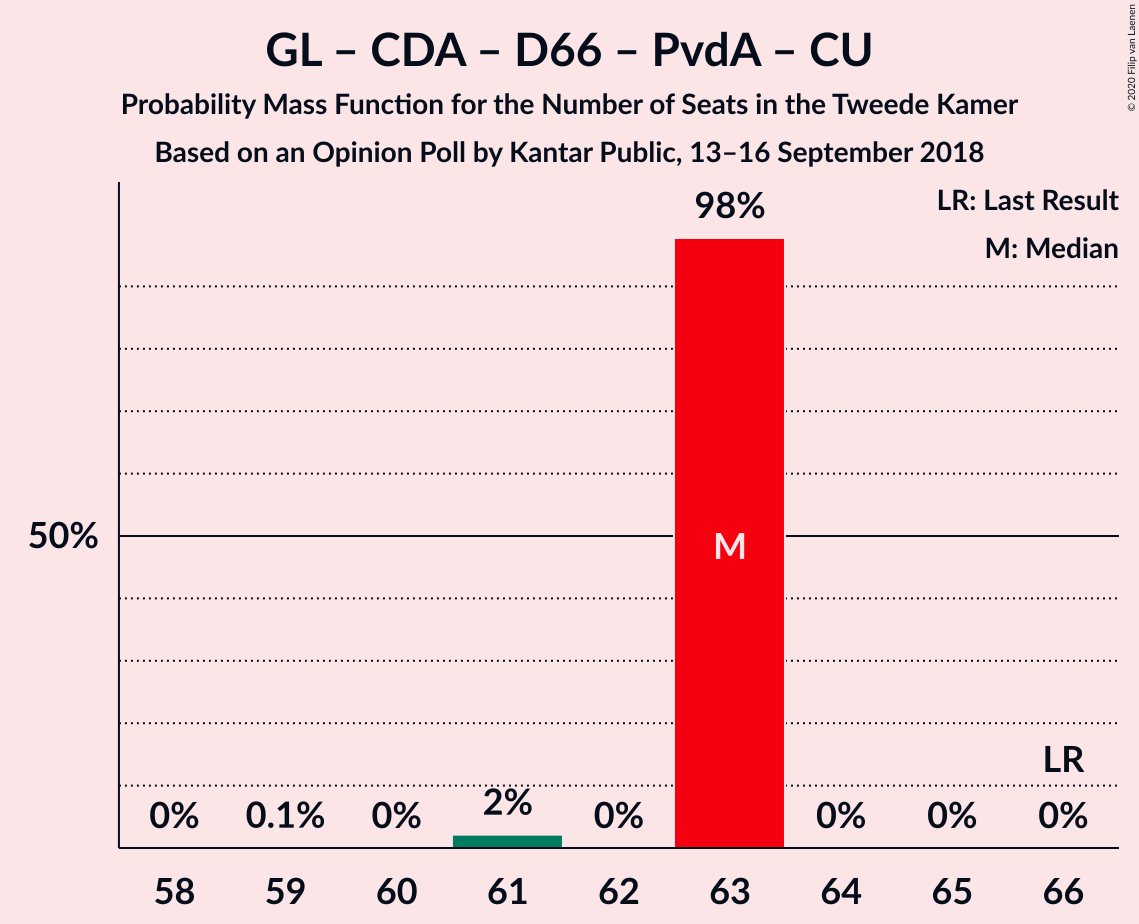 GL – CDA – D66 – PvdA – CU
Probability Mass Function for the Number of Seats in the Tweede Kamer
Based on an Opinion Poll by Kantar Public, 13–16 September 2018
© 2020 Filip van Laenen
LR: Last Result
M: Median
98%
50%
M
LR
0% 0.1% 0% 2% 0% 0% 0% 0%
58 59 60 61 62 63 64 65 66